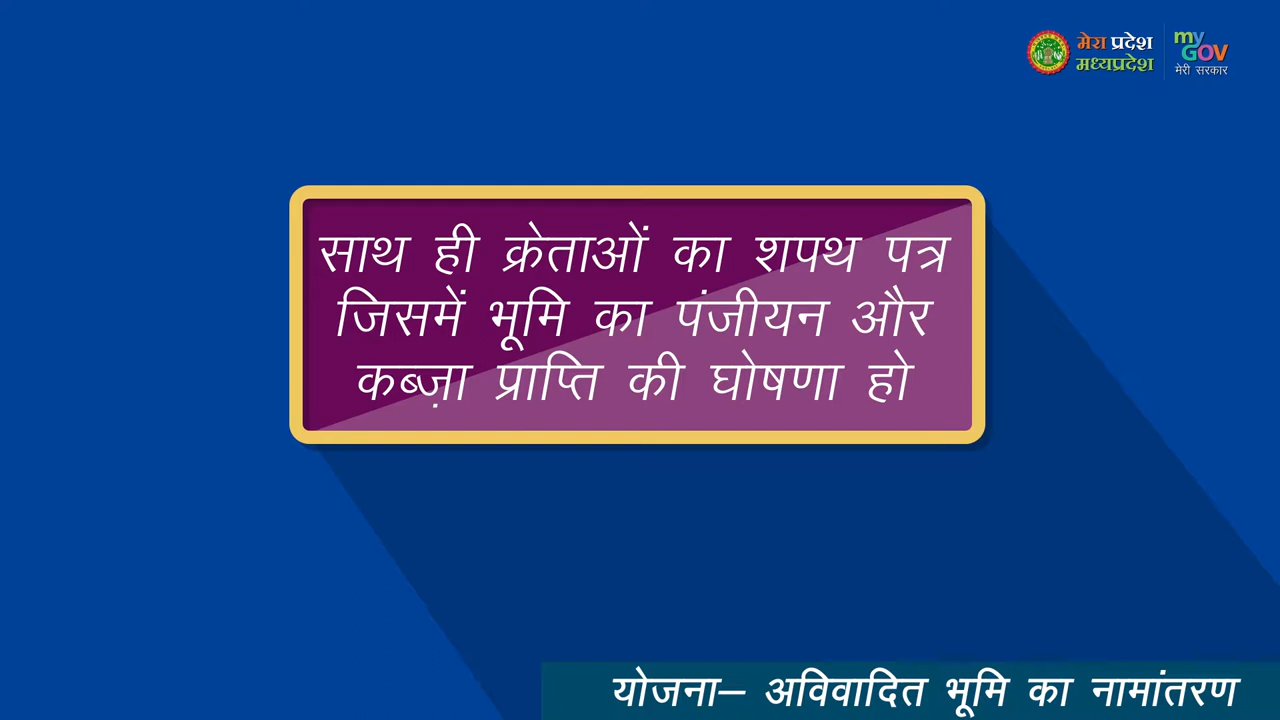 मेरा प्रदेश
मध्यप्रदेश
my
GOV
मेरी सरकार
साथ ही क्रेताओं का शपथ पत्र
जिसमें भूमि का पंजीयन और
कब्ज़ा प्राप्ति की घोषणा हो
योजना– अविवादित भूमि का नामांतरण